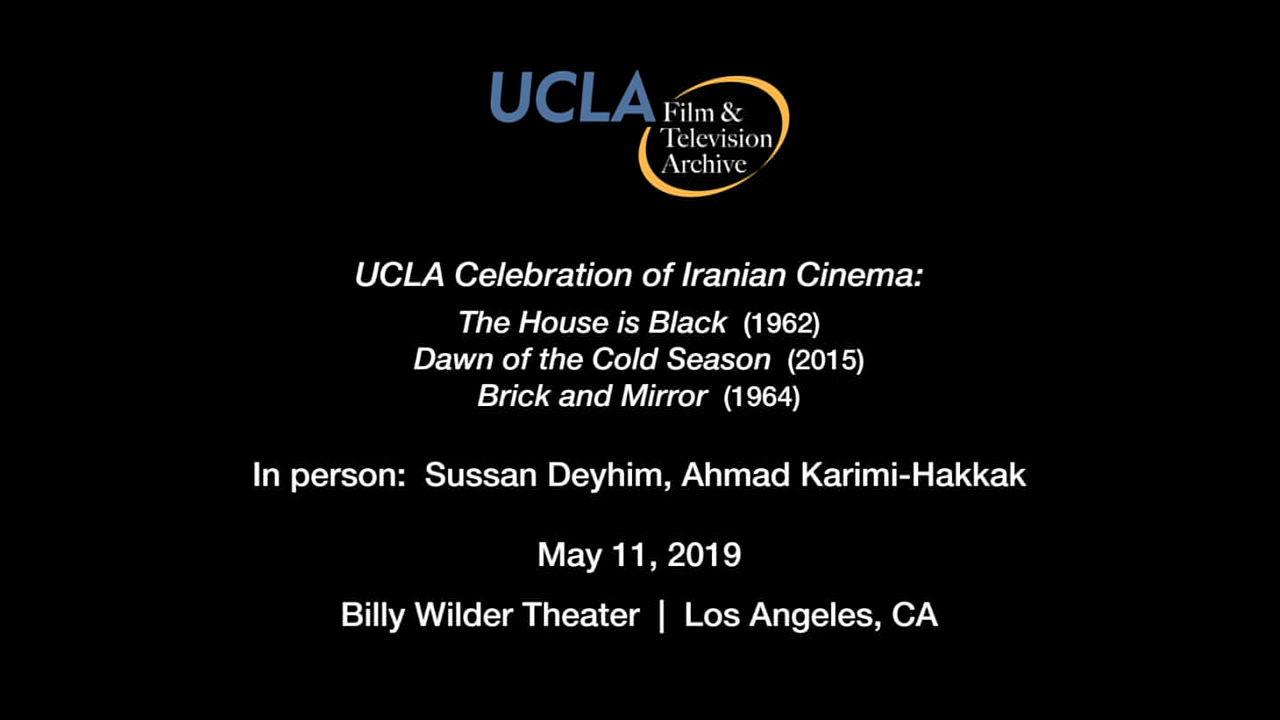 UCLA
Film &
Television
Archive
UCLA Celebration of Iranian Cinema:
The House is Black (1962)
Dawn of the Cold Season (2015)
Brick and Mirror (1964)
In person: Sussan Deyhim, Ahmad Karimi-Hakkak
May 11, 2019
Billy Wilder Theater | Los Angeles, CA